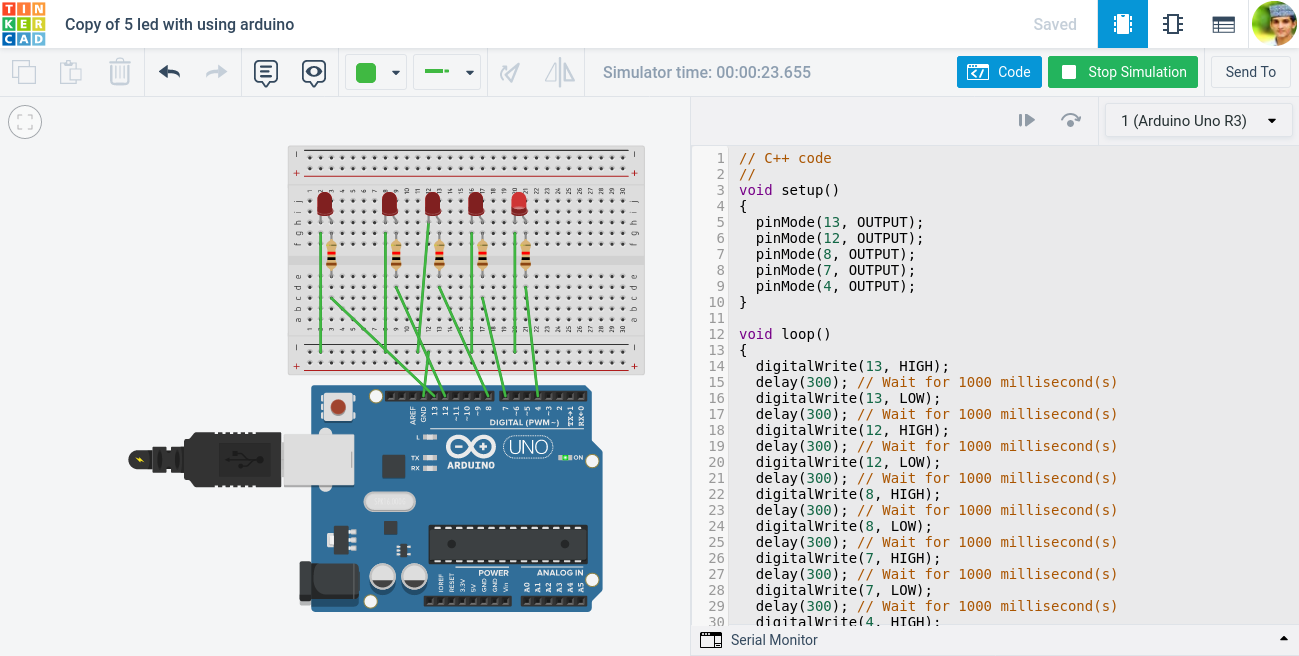 TIN
KER
CAD
Copy of 5 led with using arduino
Saved
Simulator time: 00:00:23.655
Code
Stop Simulation
Send To
1 (Arduino Uno R3)
1 // C++ code
2 //
3 void setup()
4 {
5 pinMode(13, OUTPUT);
6 pinMode(12, OUTPUT);
7 pinMode(8, OUTPUT);
8 pinMode(7, OUTPUT);
9 pinMode(4, OUTPUT);
10 }
11
12 void loop()
13 {
14 digitalWrite(13, HIGH);
15 delay(300); // Wait for 1000 millisecond(s)
16 digitalWrite(13, LOW);
17 delay(300); // Wait for 1000 millisecond(s)
18 digitalWrite(12, HIGH);
19 delay(300); // Wait for 1000 millisecond(s)
20 digitalWrite(12, LOW);
21 delay(300); // Wait for 1000 millisecond(s)
22 digitalWrite(8, HIGH);
23 delay(300); // Wait for 1000 millisecond(s)
24 digitalWrite(8, LOW);
25 delay(300); // Wait for 1000 millisecond(s)
26 digitalWrite(7, HIGH);
27 delay(300); // Wait for 1000 millisecond(s)
28 digitalWrite(7, LOW);
29 delay(300); // Wait for 1000 millisecond(s)
30 digitalWrite(4, HIGH);
Serial Monitor
AREF
GND
13
12
~11
~10
~9
8
7
~6
~5
4
~3
2
TX→1
RX←0
DIGITAL (PWM~)
L
TX
RX
ARDUINO
UNO
ON
POWER
ANALOG IN
IOREF
RESET
3.3V
5V
GND
GND
Vin
A0
A1
A2
A3
A4
A5